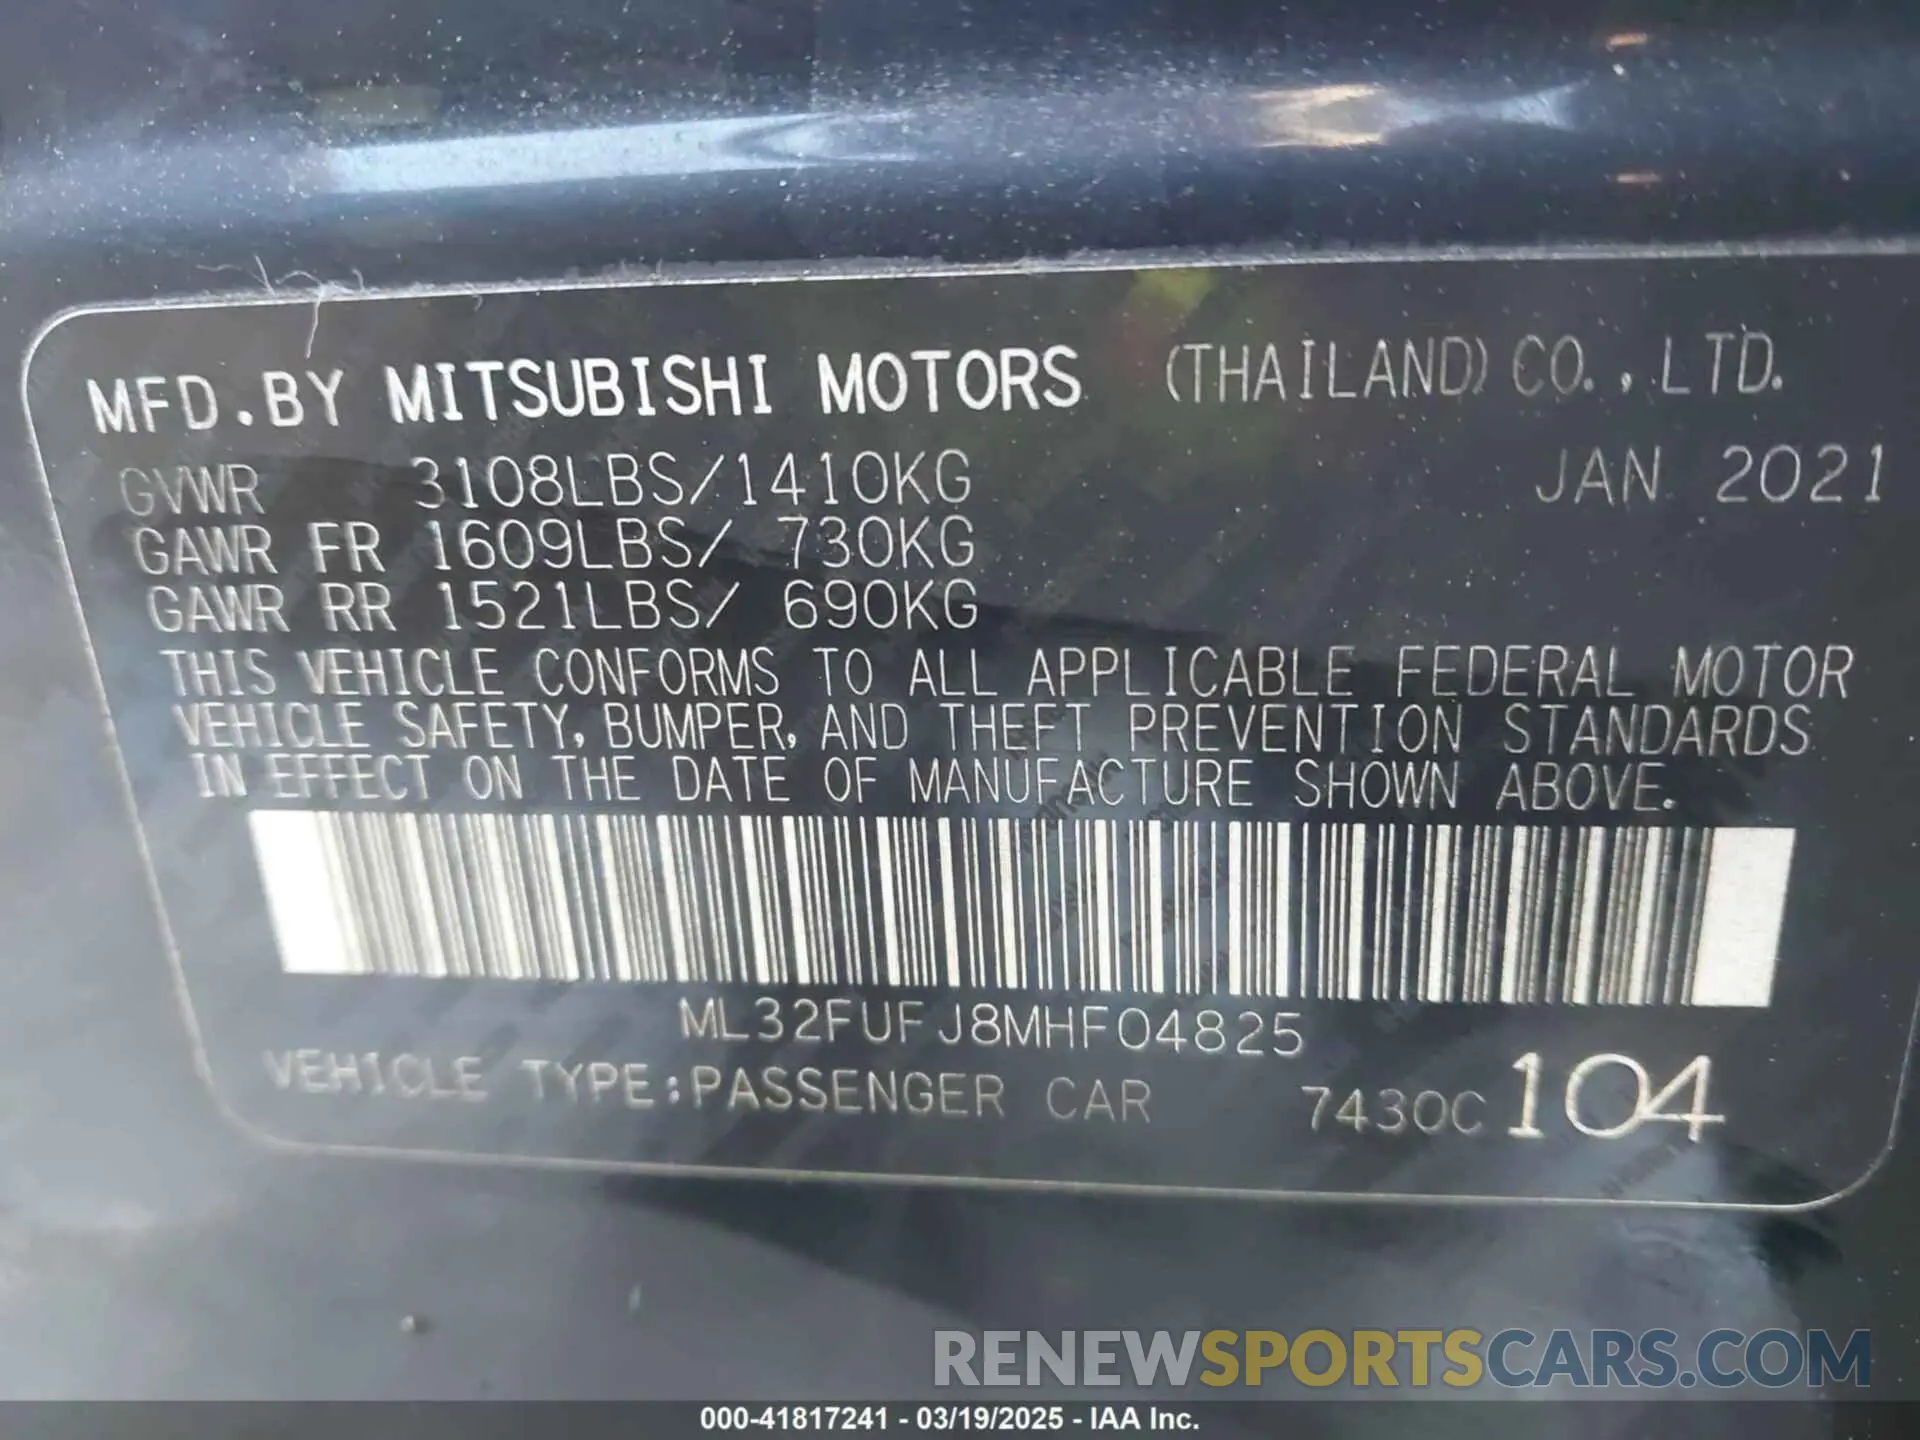 MFD.BY MITSUBISHI MOTORS (THAILAND) CO.,LTD.
GVWR 3108LBS/1410KG JAN 2021
GAWR FR 1609LBS/ 730KG
GAWR RR 1521LBS/ 690KG
THIS VEHICLE CONFORMS TO ALL APPLICABLE FEDERAL MOTOR
VEHICLE SAFETY, BUMPER, AND THEFT PREVENTION STANDARDS
IN EFFECT ON THE DATE OF MANUFACTURE SHOWN ABOVE.
ML32FUFJ8MHF04825
VEHICLE TYPE:PASSENGER CAR 7430C 104
RENEWSPORTSCARS.COM
000-41817241 - 03/19/2025 - IAA Inc.